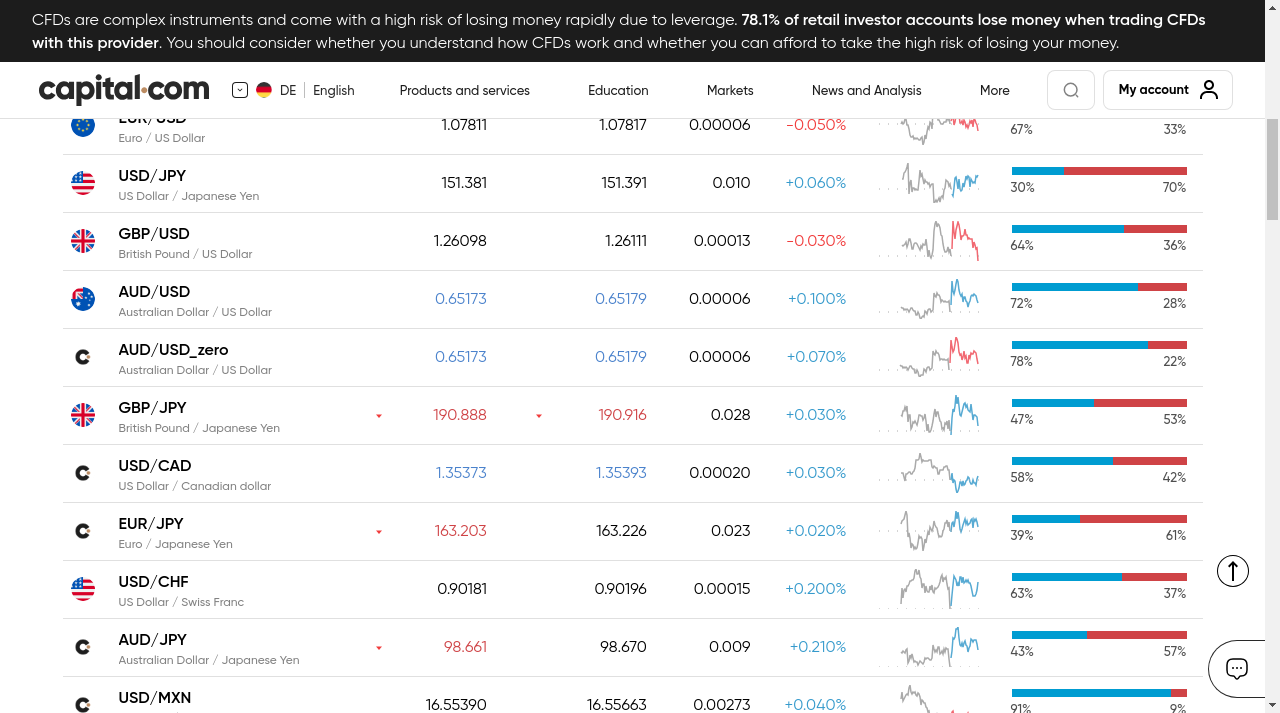 CFDs are complex instruments and come with a high risk of losing money rapidly due to leverage. 78.1% of retail investor accounts lose money when trading CFDs
with this provider. You should consider whether you understand how CFDs work and whether you can afford to take the high risk of losing your money.
capital.com DE English Products and services Education Markets News and Analysis More My account
EUR/USD 1.07811 1.07817 0.00006 -0.050%
Euro / US Dollar 67% 33%
USD/JPY 151.381 151.391 0.010 +0.060%
US Dollar / Japanese Yen 30% 70%
GBP/USD 1.26098 1.26111 0.00013 -0.030%
British Pound / US Dollar 64% 36%
AUD/USD 0.65173 0.65179 0.00006 +0.100%
Australian Dollar / US Dollar 72% 28%
AUD/USD_zero 0.65173 0.65179 0.00006 +0.070%
Australian Dollar / US Dollar 78% 22%
GBP/JPY 190.888 190.916 0.028 +0.030%
British Pound / Japanese Yen 47% 53%
USD/CAD 1.35373 1.35393 0.00020 +0.030%
US Dollar / Canadian dollar 58% 42%
EUR/JPY 163.203 163.226 0.023 +0.020%
Euro / Japanese Yen 39% 61%
USD/CHF 0.90181 0.90196 0.00015 +0.200%
US Dollar / Swiss Franc 63% 37%
AUD/JPY 98.661 98.670 0.009 +0.210%
Australian Dollar / Japanese Yen 43% 57%
USD/MXN 16.55390 16.55663 0.00273 +0.040%
91% 9%